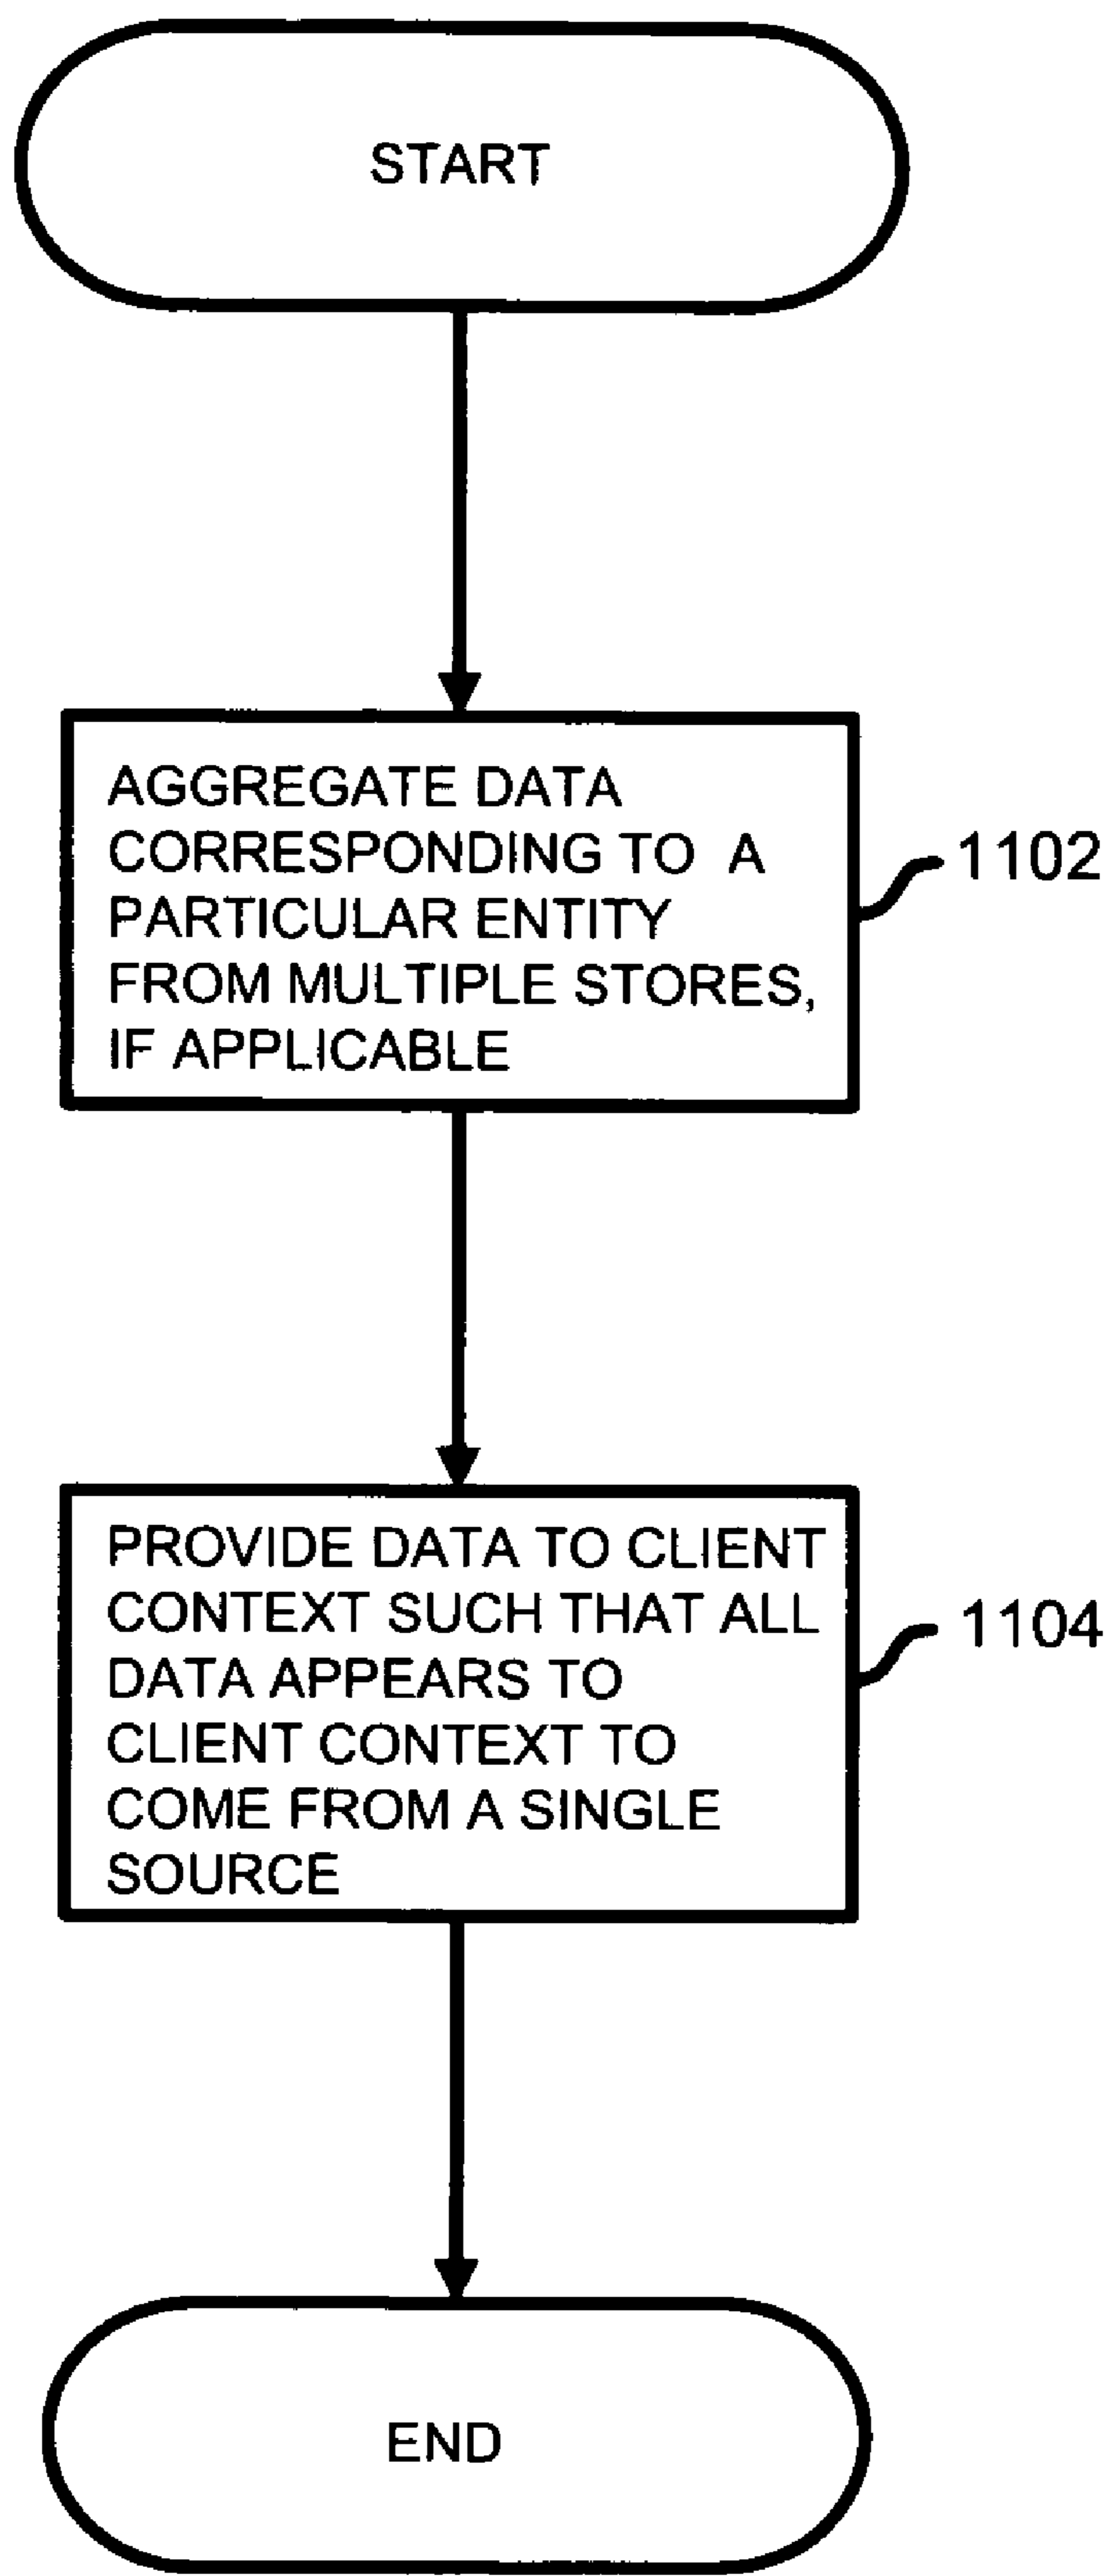 START
AGGREGATE DATA
CORRESPONDING TO A
PARTICULAR ENTITY
FROM MULTIPLE STORES,
IF APPLICABLE
1102
PROVIDE DATA TO CLIENT
CONTEXT SUCH THAT ALL
DATA APPEARS TO
CLIENT CONTEXT TO
COME FROM A SINGLE
SOURCE
1104
END